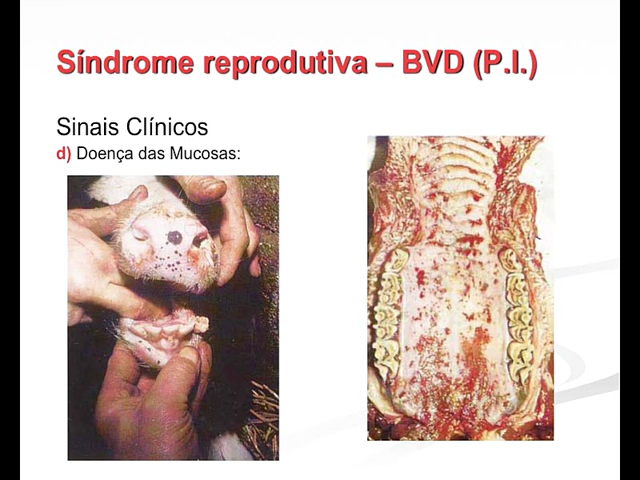 Síndrome reprodutiva – BVD (P.I.)
Sinais Clínicos
d) Doença das Mucosas: